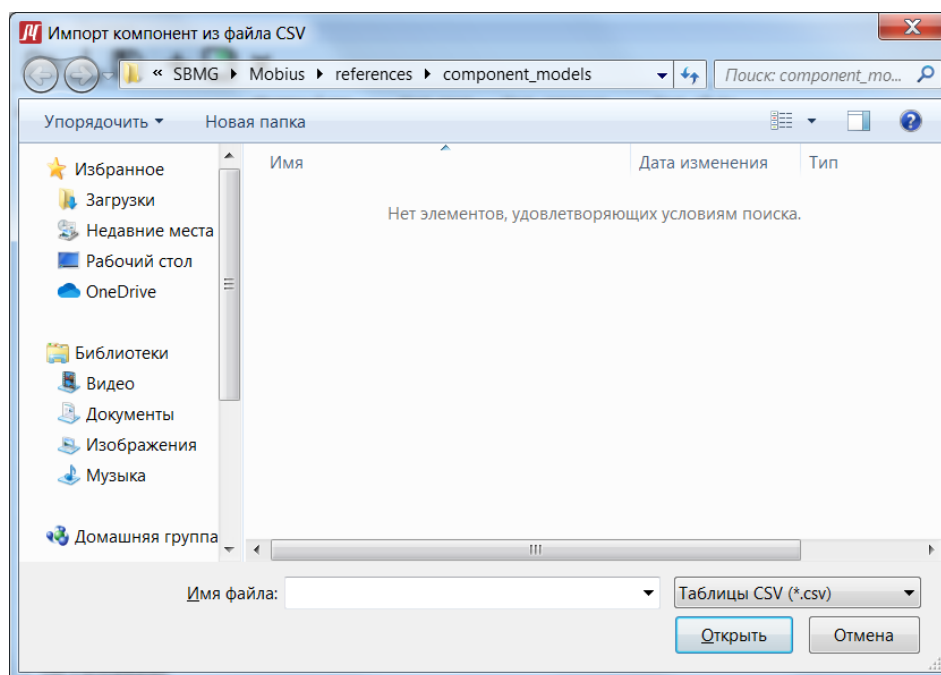 Импорт компонент из файла CSV
« SBMG Mobius references component_models Поиск: component_mo...
Упорядочить Новая папка
Имя Дата изменения Тип
Нет элементов, удовлетворяющих условиям поиска.
Избранное
Загрузки
Недавние места
Рабочий стол
OneDrive
Библиотеки
Видео
Документы
Изображения
Музыка
Домашняя группа
Имя файла: Таблицы CSV (*.csv)
Открыть Отмена